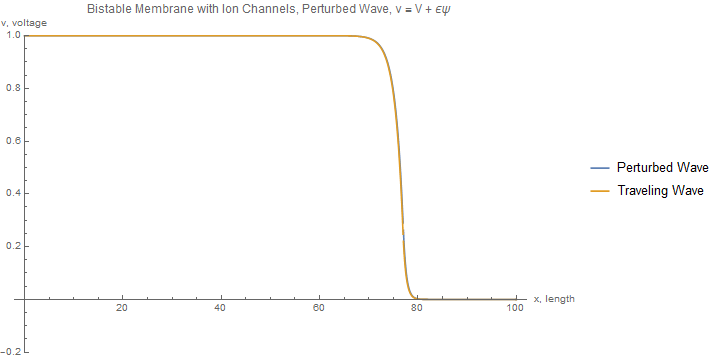 Bistable Membrane with Ion Channels, Perturbed Wave, v = V + ϵψ
v, voltage
1.0
0.8
0.6
0.4
0.2
-0.2
20
40
60
80
100
x, length
Perturbed Wave
Traveling Wave